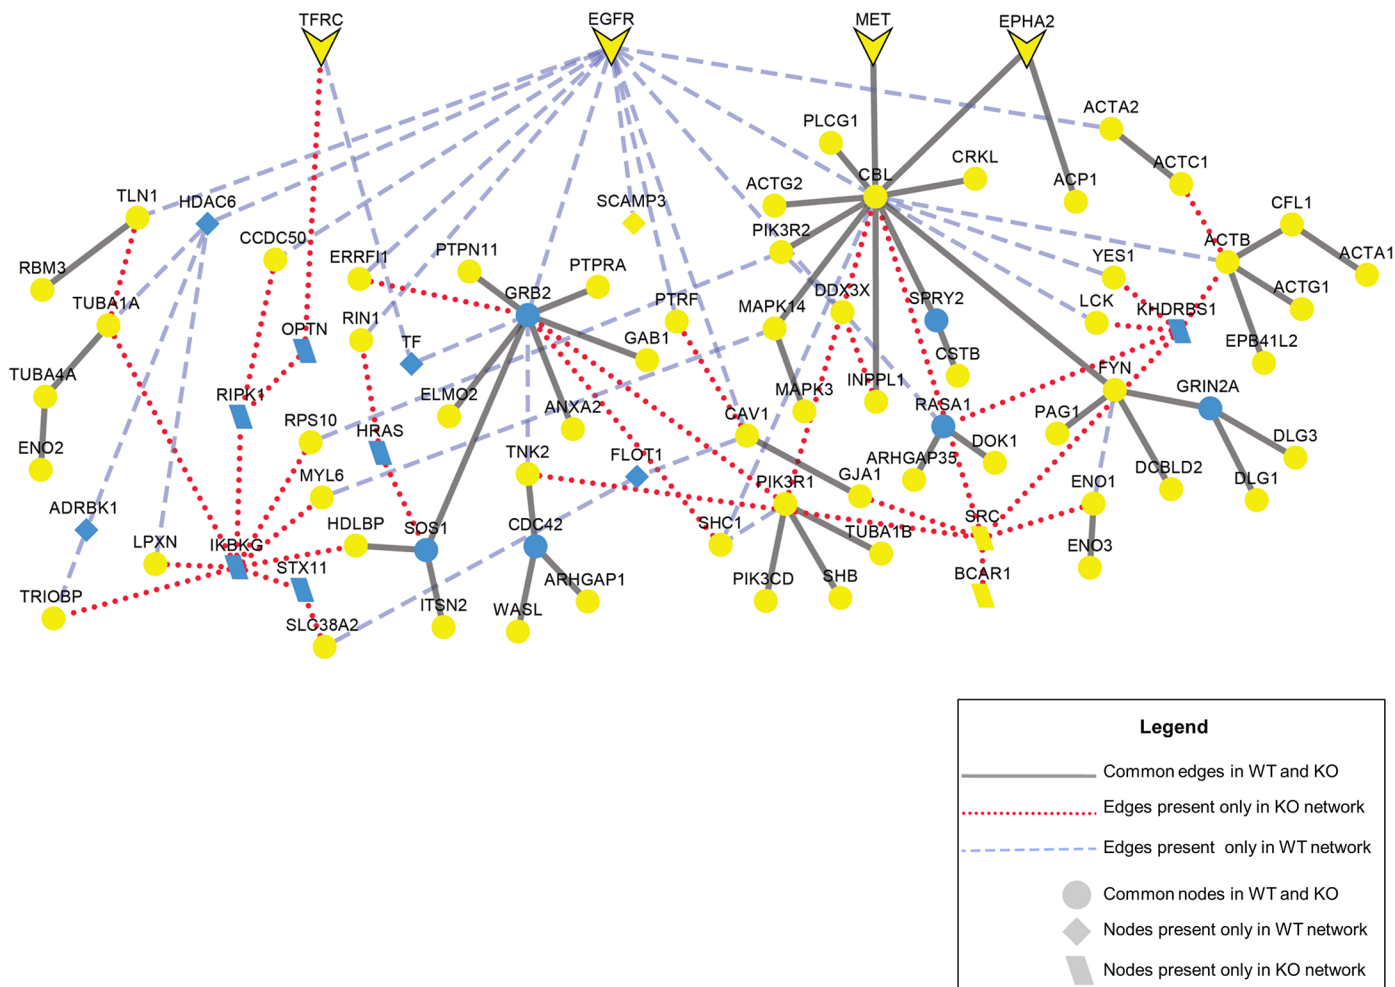 TFRC
EGFR
MET
EPHA2
ACTA2
PLCG1
CRKL
ACTC1
CBL
ACTG2
ACP1
TLN1
HDAC6
SCAMP3
CFL1
PIK3R2
CCDC50
ERRFI1
PTPN11
PTPRA
YES1
ACTB
ACTA1
RBM3
GRB2
PTRF
DDX3X
SPRY2
ACTG1
TUBA1A
MAPK14
LCK
KHDRBS1
RIN1
OPTN
TF
GAB1
EPB41L2
TUBA4A
CSTB
FYN
GRIN2A
RIPK1
ELMO2
ANXA2
MAPK3
INPPL1
RASA1
RPS10
CAV1
PAG1
HRAS
ENO2
TNK2
FLOT1
ARHGAP35
DOK1
DLG3
MYL6
PIK3R1
GJA1
DCBLD2
DLG1
ENO1
ADRBK1
HDLBP
SOS1
CDC42
SHC1
TUBA1B
SRC
LPXN
IKBKG
STX11
ENO3
BCAR1
ARHGAP1
PIK3CD
SHB
TRIOBP
ITSN2
WASL
SLC38A2
Legend
Common edges in WT and KO
Edges present only in KO network
Edges present only in WT network
Common nodes in WT and KO
Nodes present only in WT network
Nodes present only in KO network